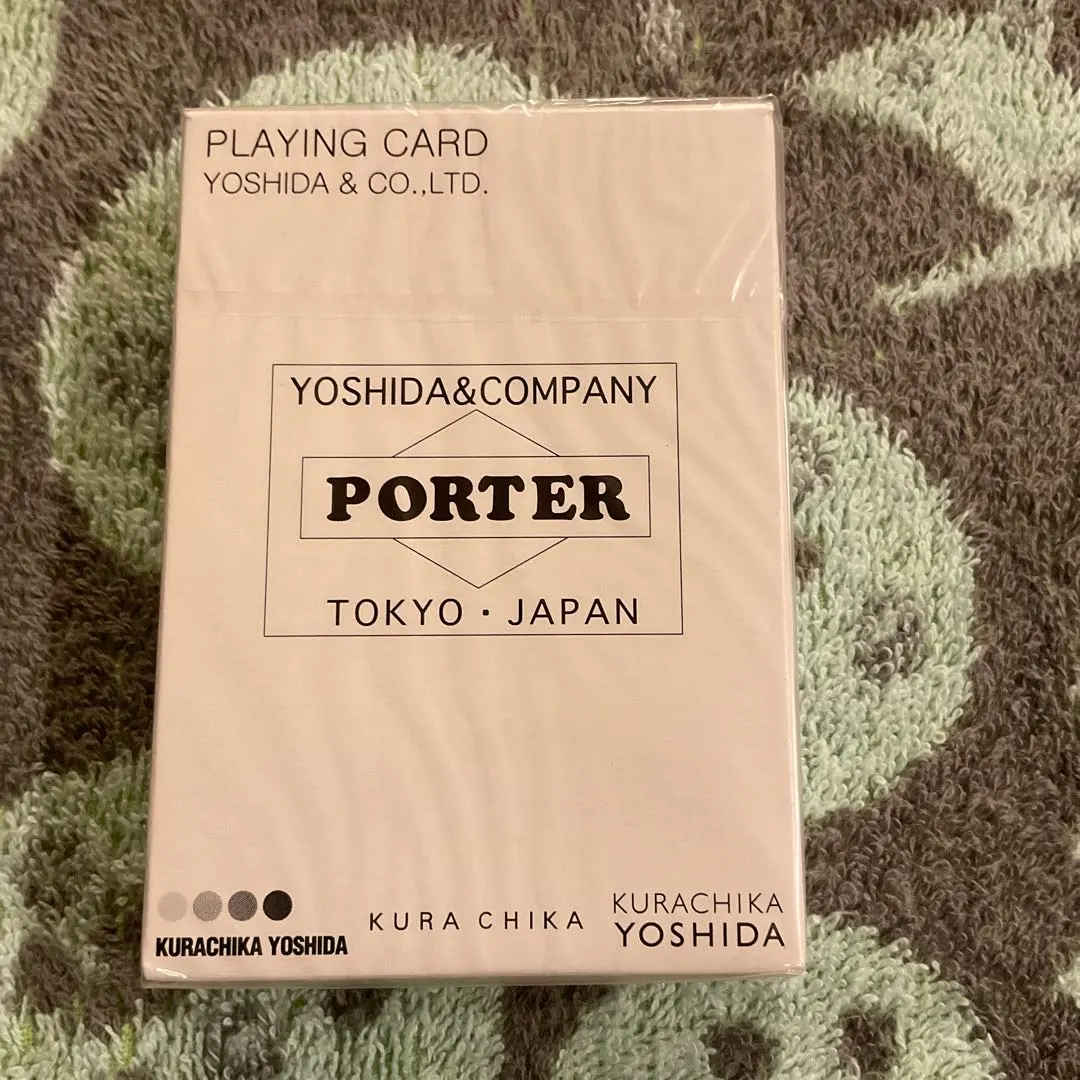 PLAYING CARD
YOSHIDA & CO.,LTD.
YOSHIDA&COMPANY
PORTER
TOKYO・JAPAN
KURACHIKA YOSHIDA
KURA CHIKA
KURACHIKA
YOSHIDA